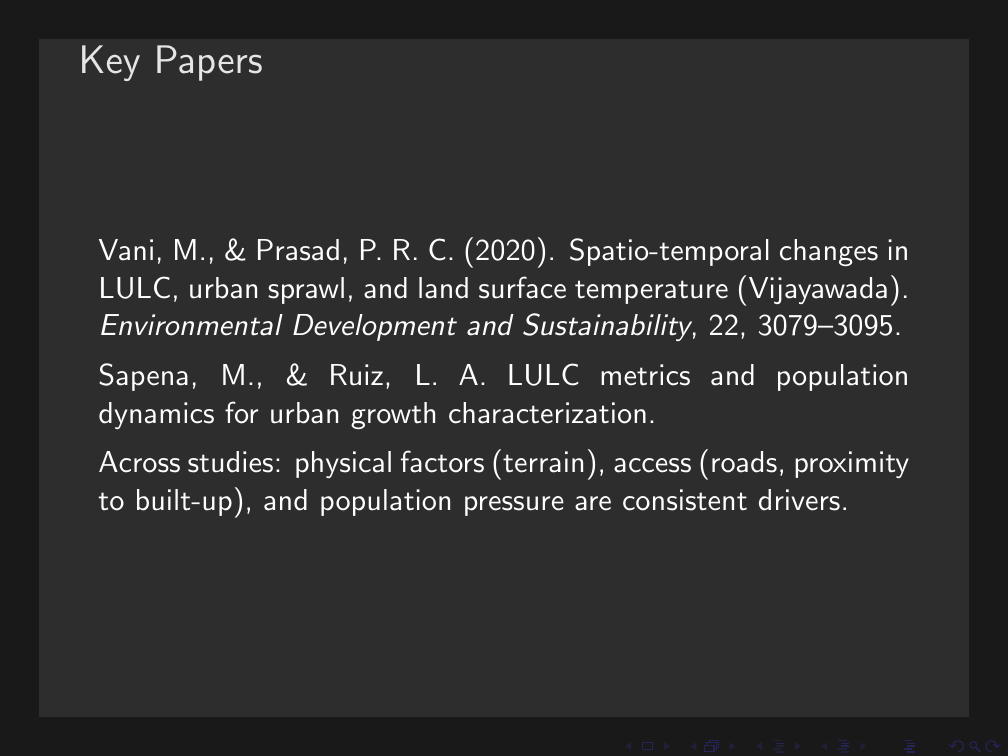 Key Papers
Vani, M., & Prasad, P. R. C. (2020). Spatio-temporal changes in
LULC, urban sprawl, and land surface temperature (Vijayawada).
Environmental Development and Sustainability, 22, 3079–3095.
Sapena, M., & Ruiz, L. A. LULC metrics and population
dynamics for urban growth characterization.
Across studies: physical factors (terrain), access (roads, proximity
to built-up), and population pressure are consistent drivers.